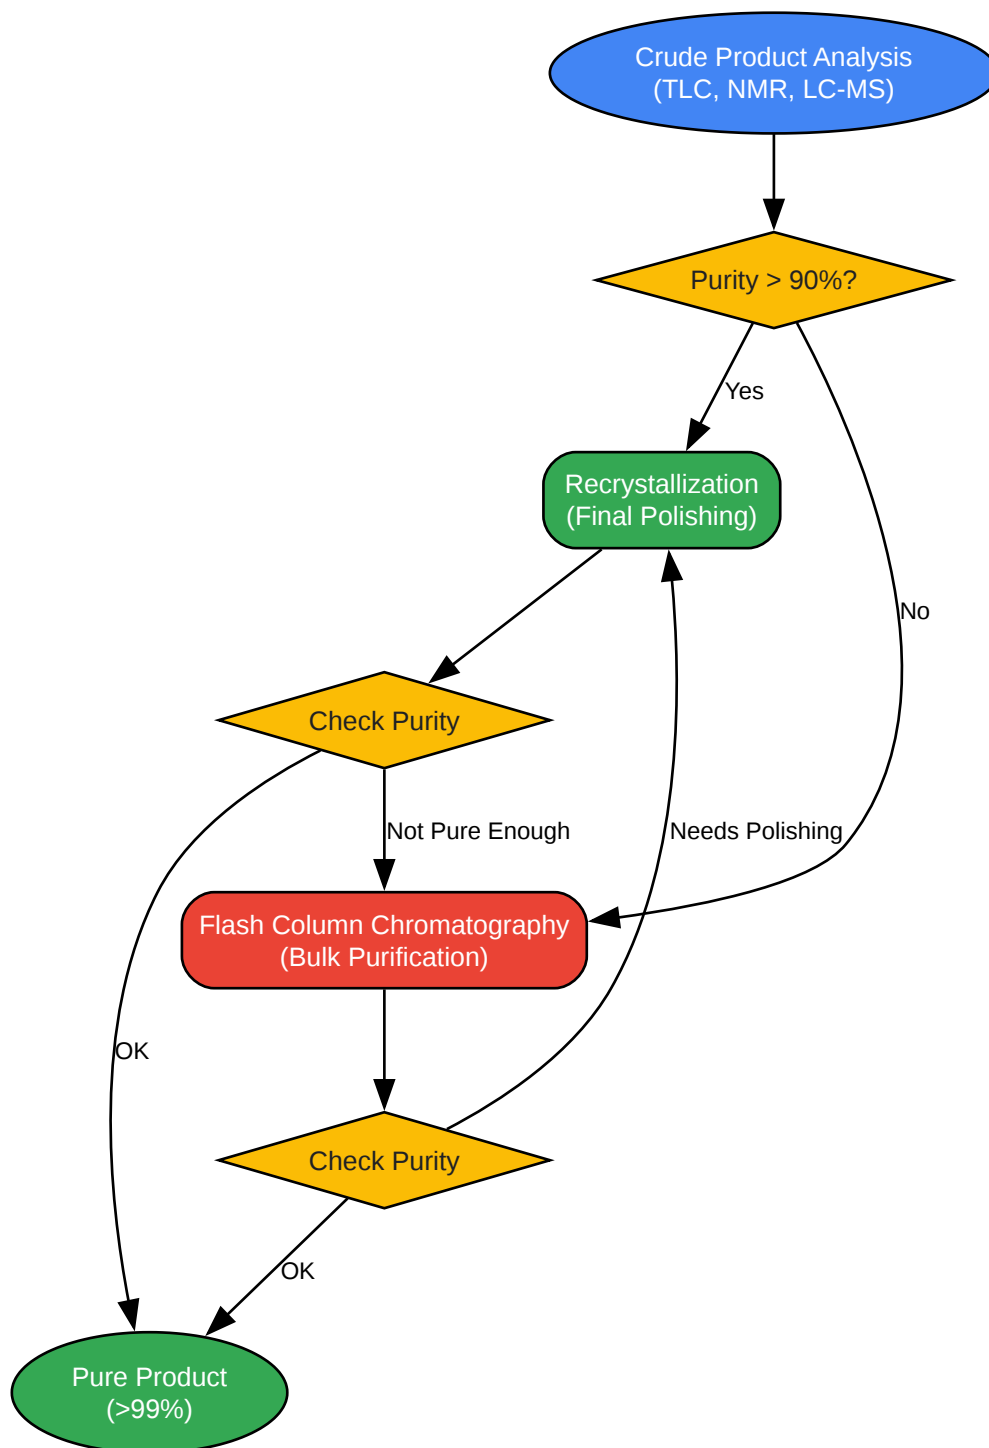 Crude Product Analysis
(TLC, NMR, LC-MS)
Purity > 90%?
Yes
Recrystallization
(Final Polishing)
No
Check Purity
Not Pure Enough
Needs Polishing
Flash Column Chromatography
(Bulk Purification)
OK
Check Purity
OK
Pure Product
(>99%)